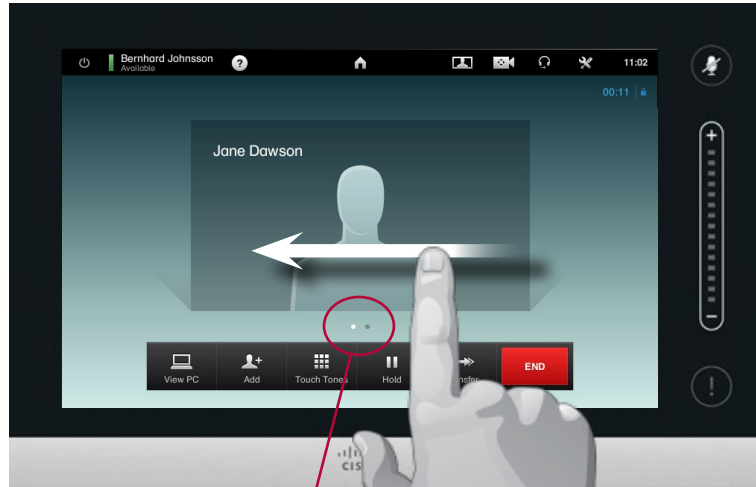 Bernhard Johnsson
Available
?
11:02
00:11
Jane Dawson
+
−
View PC
Add
Touch Tones
Hold
END
!